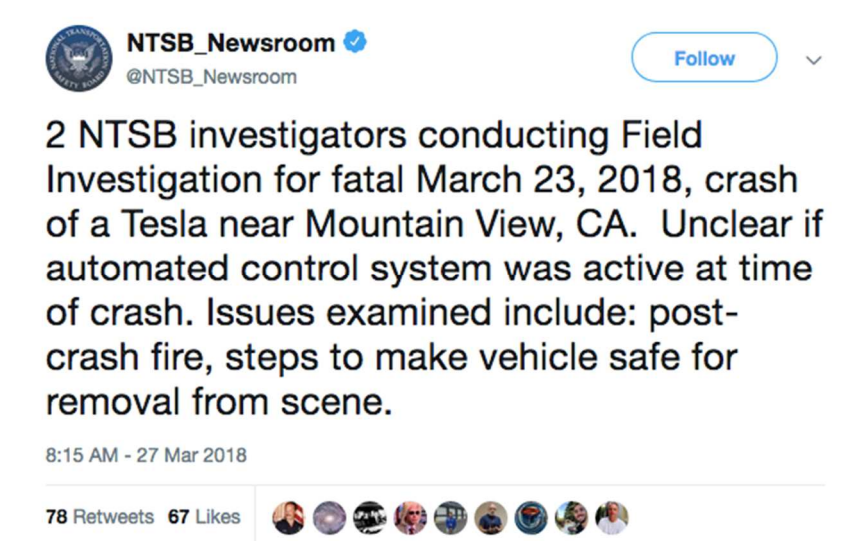 NTSB_Newsroom
@NTSB_Newsroom
Follow
2 NTSB investigators conducting Field
Investigation for fatal March 23, 2018, crash
of a Tesla near Mountain View, CA.  Unclear if
automated control system was active at time
of crash. Issues examined include: post-
crash fire, steps to make vehicle safe for
removal from scene.
8:15 AM - 27 Mar 2018
78 Retweets 67 Likes